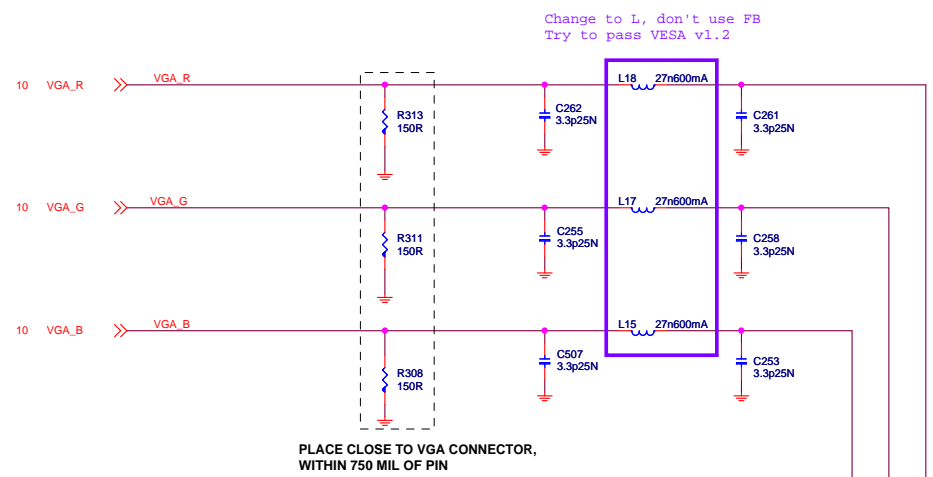 Change to L, don't use FB
Try to pass VESA v1.2
10 VGA_R
VGA_R
L18 27n600mA
R313
150R
C262
3.3p25N
C261
3.3p25N
10 VGA_G
VGA_G
L17 27n600mA
R311
150R
C255
3.3p25N
C258
3.3p25N
10 VGA_B
VGA_B
L15 27n600mA
R308
150R
C507
3.3p25N
C253
3.3p25N
PLACE CLOSE TO VGA CONNECTOR,
WITHIN 750 MIL OF PIN